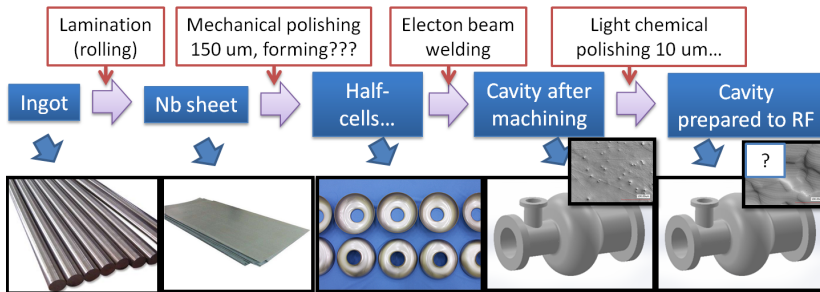 Lamination
(rolling)
Mechanical polishing
150 um, forming???
Electon beam
welding
Light chemical
polishing 10 um…
Ingot
Nb sheet
Half-
cells…
Cavity after
machining
Cavity
prepared to RF
?